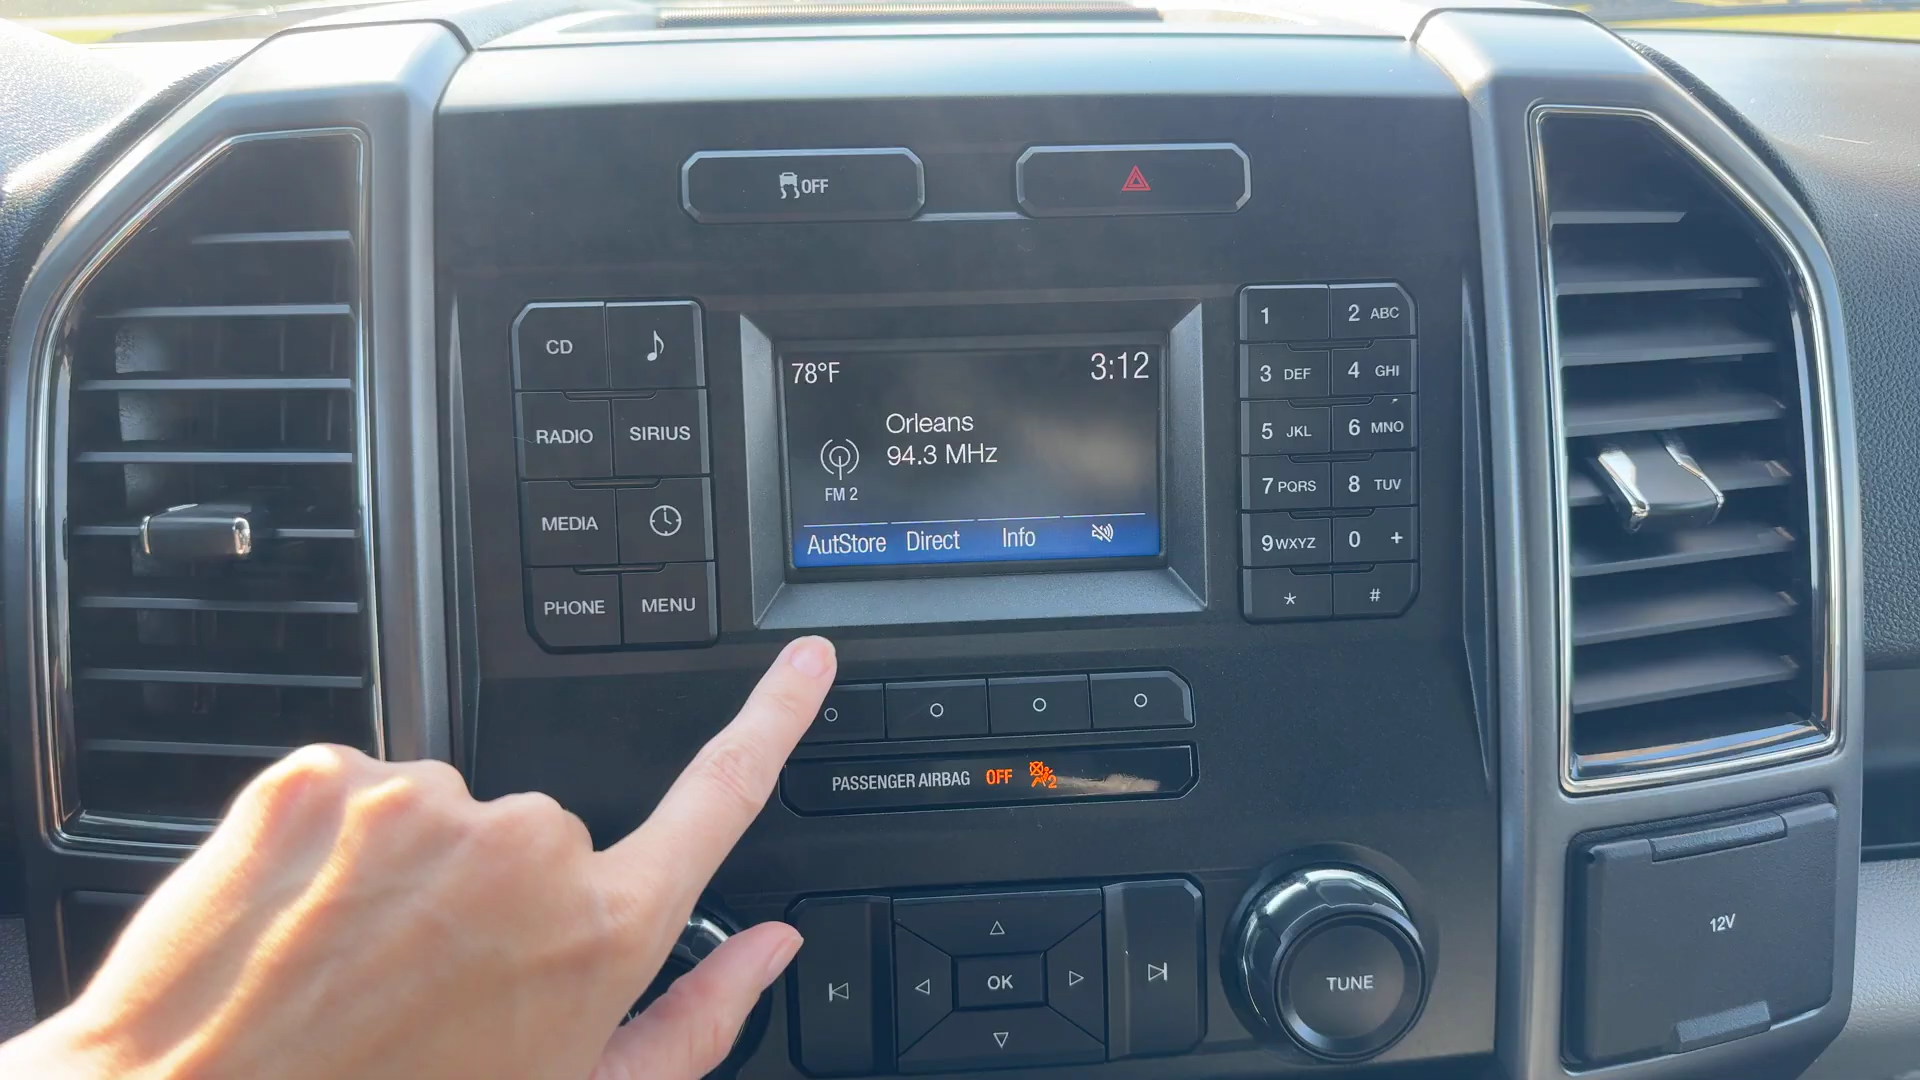 OFF
CD
RADIO SIRIUS
MEDIA
PHONE MENU
78°F 3:12
Orleans
94.3 MHz
FM 2
AutStore Direct Info
1 2 ABC
3 DEF 4 GHI
5 JKL 6 MNO
7 PQRS 8 TUV
9 WXYZ 0 +
* #
PASSENGER AIRBAG OFF 2
OK
TUNE
12V